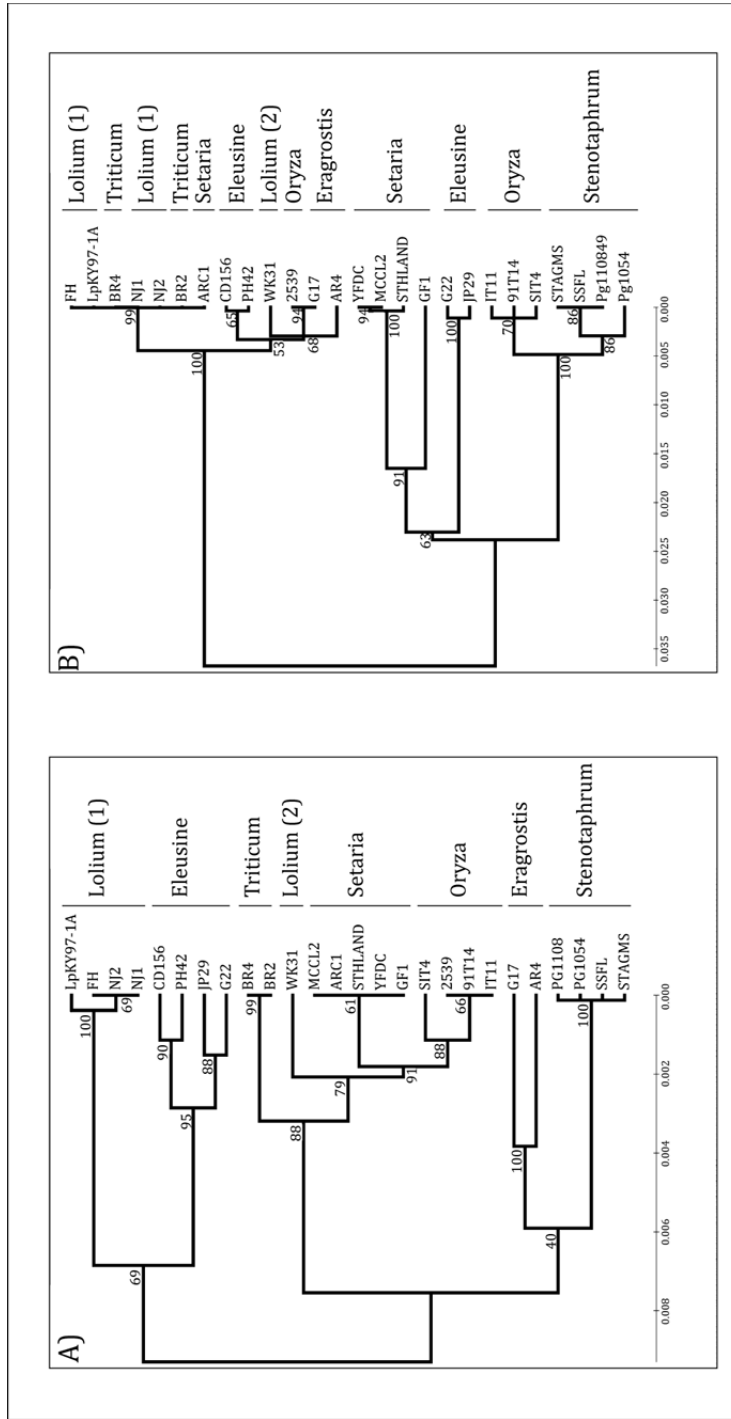 A)
LpKY97-1A
FH
NJ2
NJ1
CD156
PH42
JP29
G22
BR4
BR2
WK31
MCCL2
ARC1
STHLAND
YFDC
GF1
SIT4
2539
91T14
IT11
G17
AR4
PG1108
PG1054
SSFL
STAGMS
Lolium (1)
Eleusine
Triticum
Lolium (2)
Setaria
Oryza
Eragrostis
Stenotaphrum
100
69
90
88
95
69
99
88
79
61
91
88
66
100
40
100
0.008
0.006
0.004
0.002
0.000
B)
FH
LpKY97-1A
BR4
NJ1
NJ2
BR2
ARC1
CD156
PH42
WK31
2539
G17
AR4
YFDC
MCCL2
STHLAND
GF1
G22
JP29
IT11
91T14
SIT4
STAGMS
SSFL
Pg110849
Pg1054
Lolium (1)
Triticum
Lolium (1)
Triticum
Setaria
Eleusine
Lolium (2)
Oryza
Eragrostis
Setaria
Eleusine
Oryza
Stenotaphrum
99
100
65
53
94
68
94
100
91
63
100
70
100
86
86
0.035
0.030
0.025
0.020
0.015
0.010
0.005
0.000